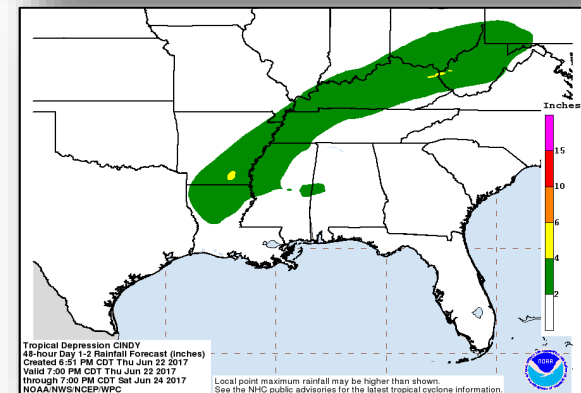 Inches
15
10
6
4
2
Tropical Depression CINDY
48-hour Day 1-2 Rainfall Forecast (inches)
Created 6:51 PM CDT Thu Jun 22 2017
Valid 7:00 PM CDT Thu Jun 22 2017
through 7:00 PM CDT Sat Jun 24 2017
NOAA/NWS/NCEP/WPC
Local point maximum rainfall may be higher than shown.
See the NHC public advisories for the latest tropical cyclone information.
NOAA